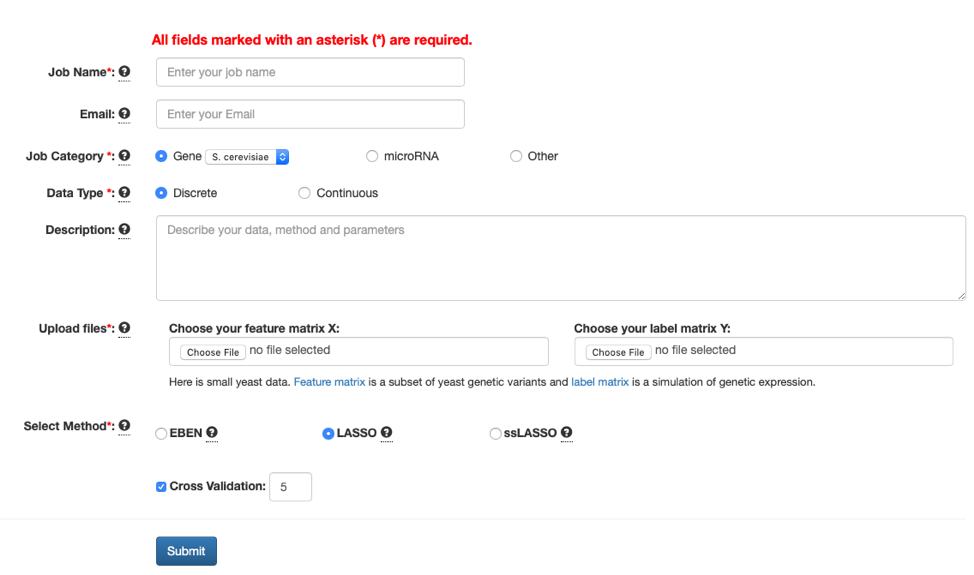 All fields marked with an asterisk (*) are required.
Job Name*: Enter your job name
Email: Enter your Email
Job Category *: Gene S. cerevisiae microRNA Other
Data Type *: Discrete Continuous
Description: Describe your data, method and parameters
Upload files*: Choose your feature matrix X: Choose your label matrix Y:
Choose File no file selected Choose File no file selected
Here is small yeast data. Feature matrix is a subset of yeast genetic variants and label matrix is a simulation of genetic expression.
Select Method*: EBEN LASSO ssLASSO
Cross Validation: 5
Submit